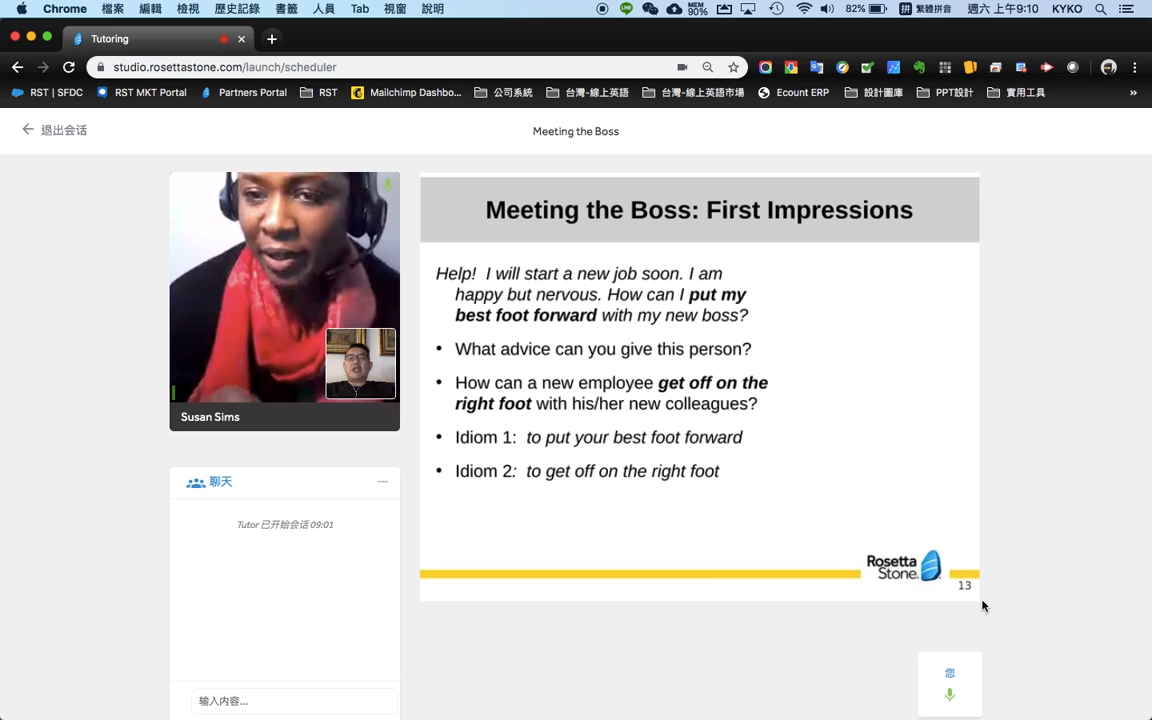 Chrome 檔案 編輯 檢視 歷史記錄 書籤 人員 Tab 視窗 說明 MEM 90% 82% 拼 繁體拼音 週六 上午9:10 KYKO
Tutoring
studio.rosettastone.com/launch/scheduler
RST | SFDC RST MKT Portal Partners Portal RST Mailchimp Dashbo... 公司系統 台灣-線上英語 台灣-線上英語市場 Ecount ERP 設計圖庫 PPT設計 實用工具 »
退出会话
Meeting the Boss
Susan Sims
聊天
Tutor 已开始会话 09:01
输入内容...
Meeting the Boss: First Impressions
Help! I will start a new job soon. I am
happy but nervous. How can I put my
best foot forward with my new boss?
• What advice can you give this person?
• How can a new employee get off on the
right foot with his/her new colleagues?
• Idiom 1: to put your best foot forward
• Idiom 2: to get off on the right foot
Rosetta
Stone
13
您